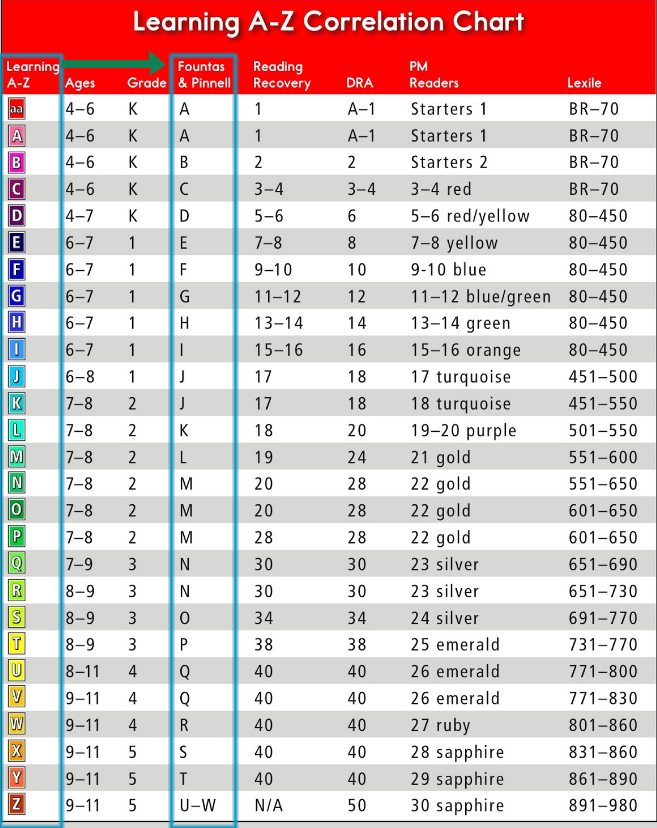 Learning A-Z Correlation Chart
Learning A-Z Ages Grade Fountas & Pinnell Reading Recovery DRA PM Readers Lexile
aa 4–6 K A 1 A–1 Starters 1 BR–70
A 4–6 K A 1 A–1 Starters 1 BR–70
B 4–6 K B 2 2 Starters 2 BR–70
C 4–6 K C 3–4 3–4 3–4 red BR–70
D 4–7 K D 5–6 6 5–6 red/yellow 80–450
E 6–7 1 E 7–8 8 7–8 yellow 80–450
F 6–7 1 F 9–10 10 9-10 blue 80–450
G 6–7 1 G 11–12 12 11–12 blue/green 80–450
H 6–7 1 H 13–14 14 13–14 green 80–450
I 6–7 1 I 15–16 16 15–16 orange 80–450
J 6–8 1 J 17 18 17 turquoise 451–500
K 7–8 2 J 17 18 18 turquoise 451–550
L 7–8 2 K 18 20 19–20 purple 501–550
M 7–8 2 L 19 24 21 gold 551–600
N 7–8 2 M 20 28 22 gold 551–650
O 7–8 2 M 20 28 22 gold 601–650
P 7–8 2 M 28 28 22 gold 601–650
Q 7–9 3 N 30 30 23 silver 651–690
R 8–9 3 N 30 30 23 silver 651–730
S 8–9 3 O 34 34 24 silver 691–770
T 8–9 3 P 38 38 25 emerald 731–770
U 8–11 4 Q 40 40 26 emerald 771–800
V 9–11 4 Q 40 40 26 emerald 771–830
W 9–11 4 R 40 40 27 ruby 801–860
X 9–11 5 S 40 40 28 sapphire 831–860
Y 9–11 5 T 40 40 29 sapphire 861–890
Z 9–11 5 U–W N/A 50 30 sapphire 891–980